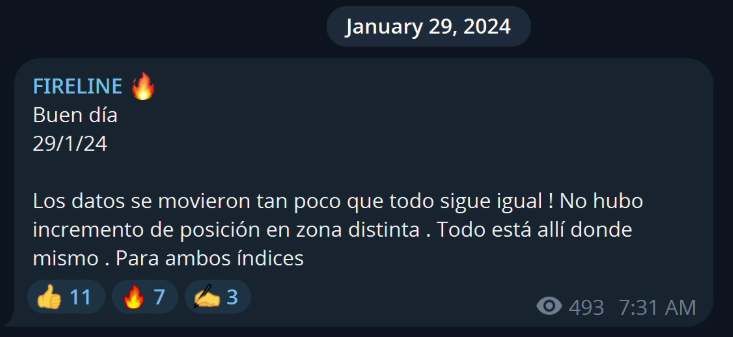 January 29, 2024
FIRELINE 🔥
Buen día
29/1/24
Los datos se movieron tan poco que todo sigue igual ! No hubo
incremento de posición en zona distinta . Todo está allí donde
mismo . Para ambos índices
👍 11 🔥 7 ✍️ 3
493 7:31 AM